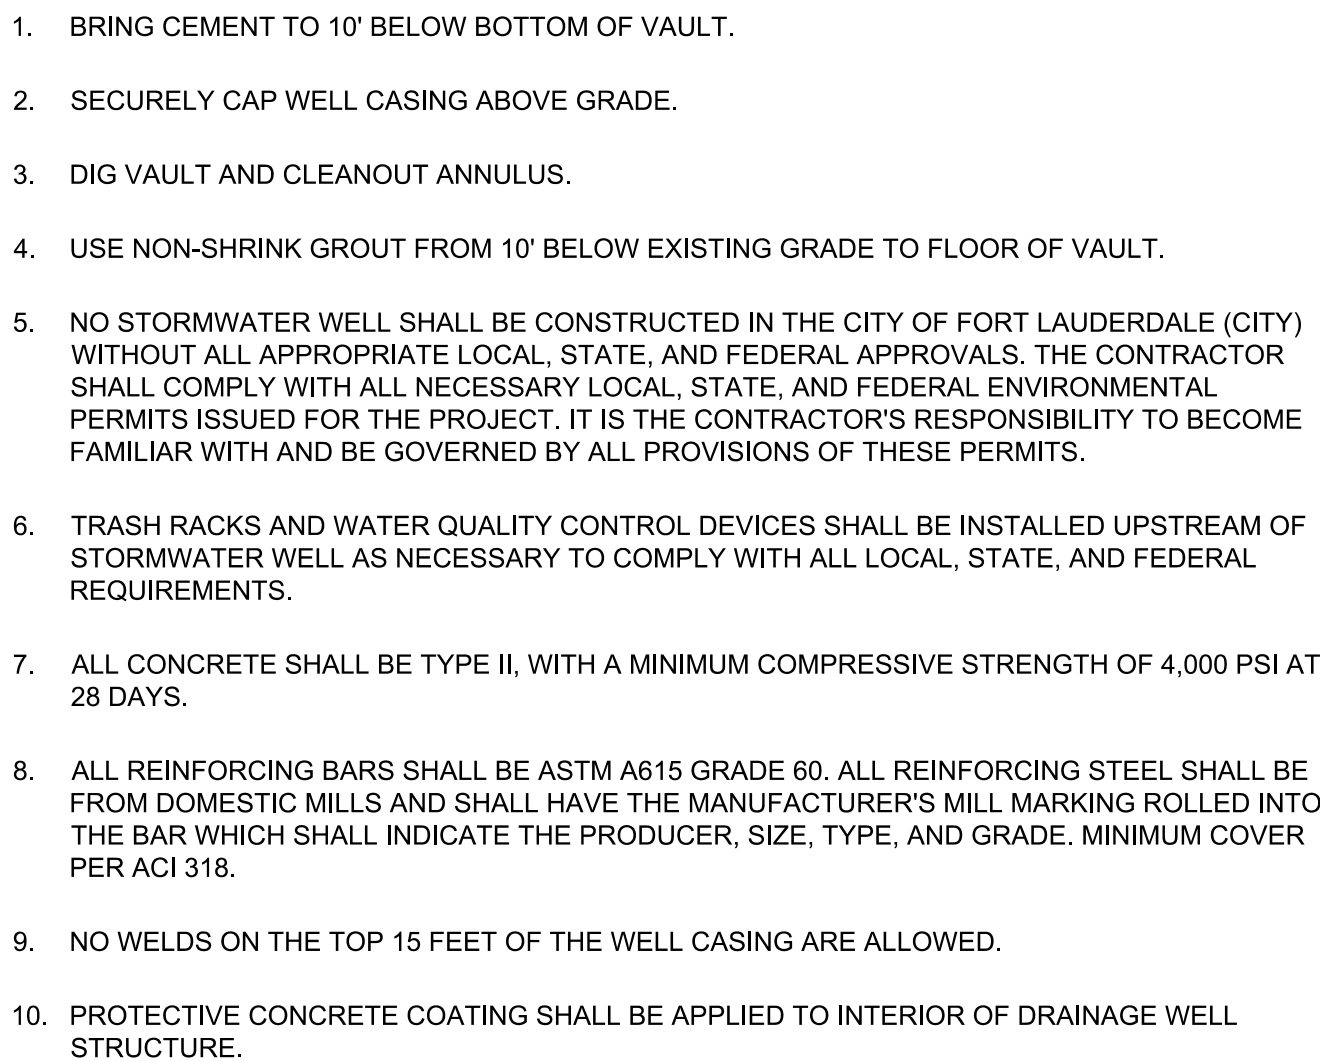 1. BRING CEMENT TO 10' BELOW BOTTOM OF VAULT.
2. SECURELY CAP WELL CASING ABOVE GRADE.
3. DIG VAULT AND CLEANOUT ANNULUS.
4. USE NON-SHRINK GROUT FROM 10' BELOW EXISTING GRADE TO FLOOR OF VAULT.
5. NO STORMWATER WELL SHALL BE CONSTRUCTED IN THE CITY OF FORT LAUDERDALE (CITY)
WITHOUT ALL APPROPRIATE LOCAL, STATE, AND FEDERAL APPROVALS. THE CONTRACTOR
SHALL COMPLY WITH ALL NECESSARY LOCAL, STATE, AND FEDERAL ENVIRONMENTAL
PERMITS ISSUED FOR THE PROJECT. IT IS THE CONTRACTOR'S RESPONSIBILITY TO BECOME
FAMILIAR WITH AND BE GOVERNED BY ALL PROVISIONS OF THESE PERMITS.
6. TRASH RACKS AND WATER QUALITY CONTROL DEVICES SHALL BE INSTALLED UPSTREAM OF
STORMWATER WELL AS NECESSARY TO COMPLY WITH ALL LOCAL, STATE, AND FEDERAL
REQUIREMENTS.
7. ALL CONCRETE SHALL BE TYPE II, WITH A MINIMUM COMPRESSIVE STRENGTH OF 4,000 PSI AT
28 DAYS.
8. ALL REINFORCING BARS SHALL BE ASTM A615 GRADE 60. ALL REINFORCING STEEL SHALL BE
FROM DOMESTIC MILLS AND SHALL HAVE THE MANUFACTURER'S MILL MARKING ROLLED INTO
THE BAR WHICH SHALL INDICATE THE PRODUCER, SIZE, TYPE, AND GRADE. MINIMUM COVER
PER ACI 318.
9. NO WELDS ON THE TOP 15 FEET OF THE WELL CASING ARE ALLOWED.
10. PROTECTIVE CONCRETE COATING SHALL BE APPLIED TO INTERIOR OF DRAINAGE WELL
STRUCTURE.